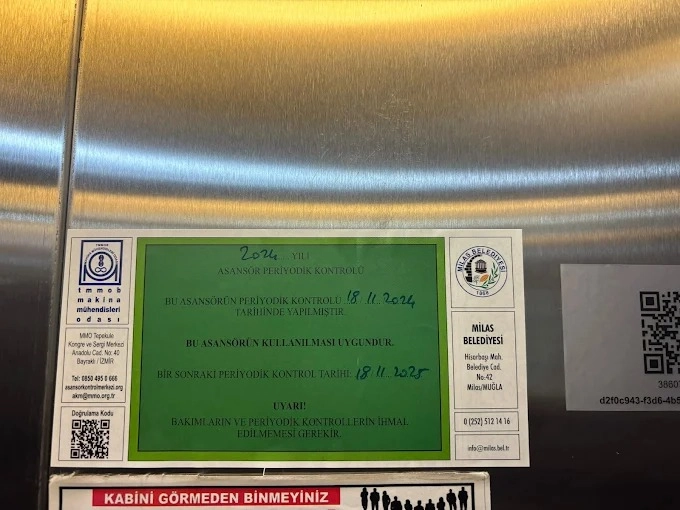 TMMOB
tmmob
makina
mühendisleri
odası
MMO Tepekule
Kongre ve Sergi Merkezi
Anadolu Cad. No: 40
Bayraklı / İZMİR
Tel: 0850 495 0 666
asansorkontrolmerkezi.org
akm@mmo.org.tr
Doğrulama Kodu
2024 YILI
ASANSÖR PERİYODİK KONTROLÜ
BU ASANSÖRÜN PERİYODİK KONTROLÜ 18.11.2024
TARİHİNDE YAPILMIŞTIR.
BU ASANSÖRÜN KULLANILMASI UYGUNDUR.
BİR SONRAKİ PERİYODİK KONTROL TARİHİ: 18.11.2025
UYARI!
BAKIMLARIN VE PERİYODİK KONTROLLERİN İHMAL
EDİLMEMESİ GEREKİR.
MİLAS BELEDİYESİ
MİLAS
BELEDİYESİ
Hisarbaşı Mah.
Belediye Cad.
No:42
Milas/MUĞLA
0 (252) 512 14 16
info@milas.bel.tr
3860
d2f0c943-f3d6-4b5
KABİNİ GÖRMEDEN BİNMEYİNİZ